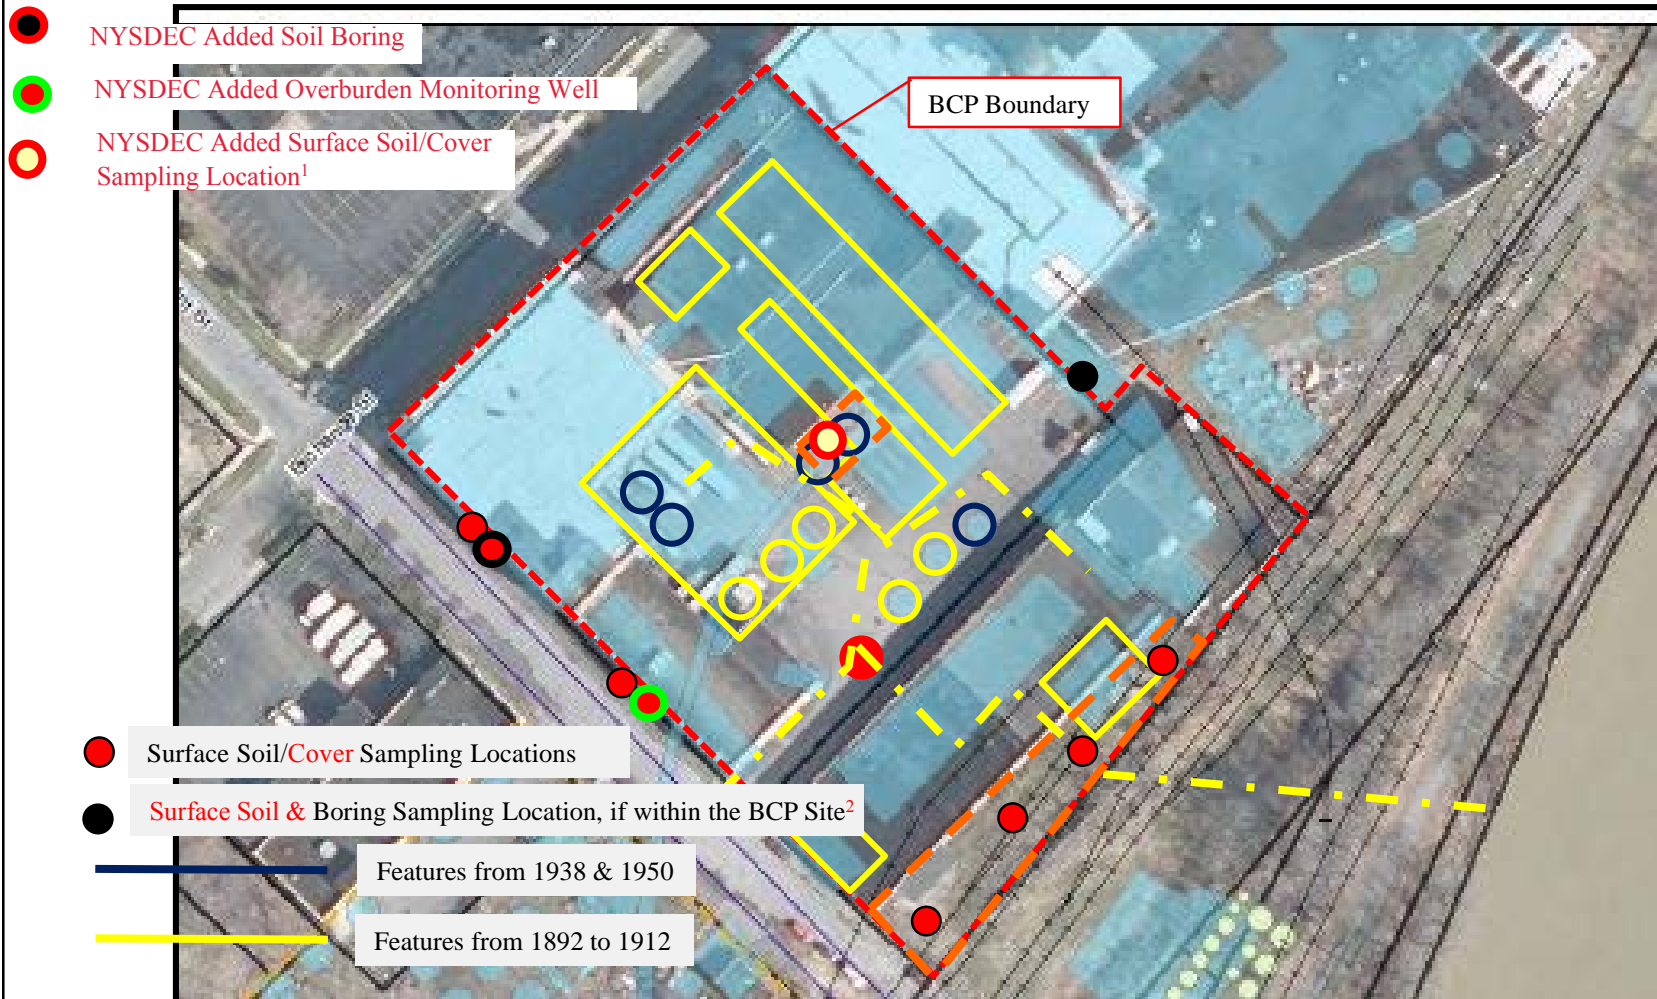 NYSDEC Added Soil Boring
NYSDEC Added Overburden Monitoring Well
NYSDEC Added Surface Soil/Cover
Sampling Location1
BCP Boundary
Surface Soil/Cover Sampling Locations
Surface Soil & Boring Sampling Location, if within the BCP Site2
Features from 1938 & 1950
Features from 1892 to 1912